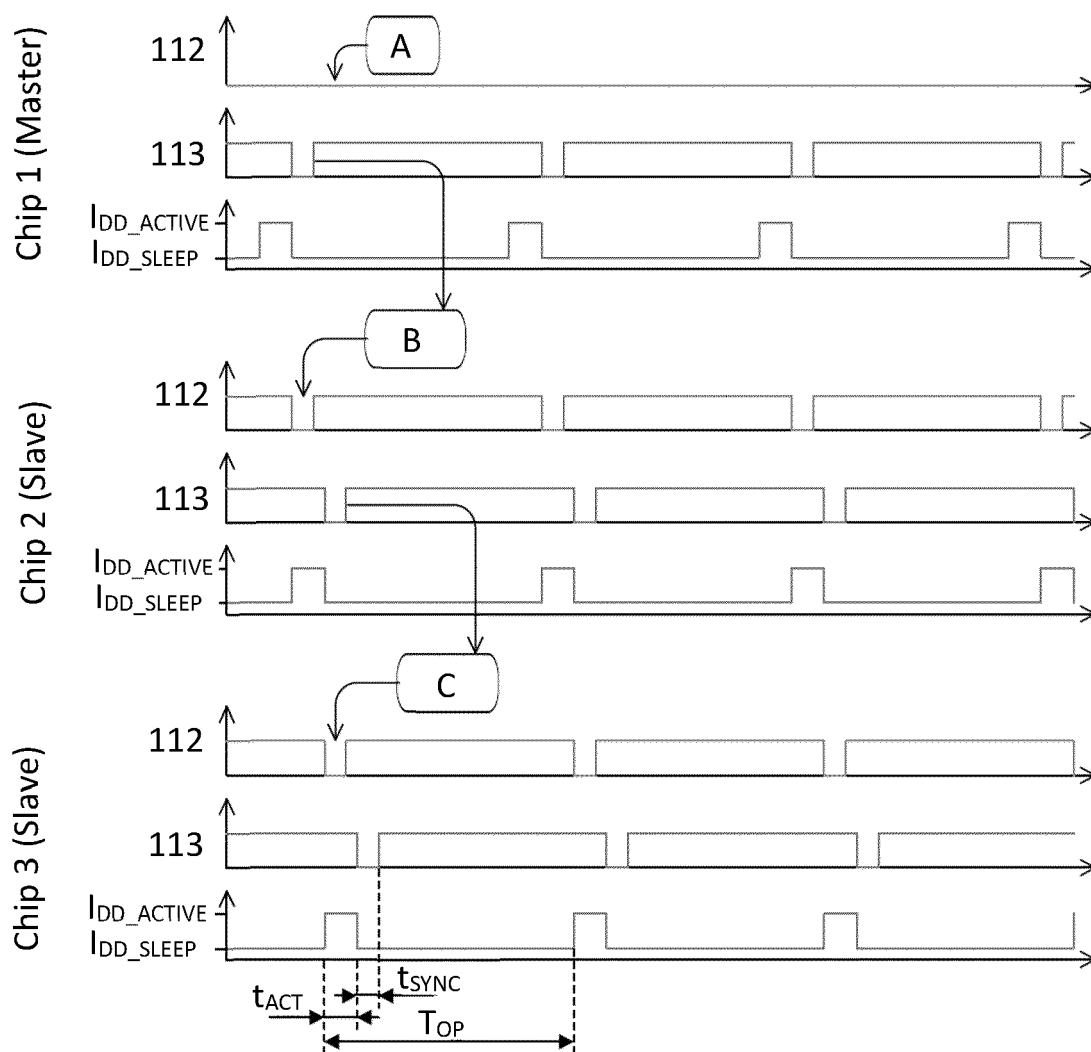 Chip 1 (Master)
112
A
113
IDD_ACTIVE
IDD_SLEEP
B
Chip 2 (Slave)
112
113
IDD_ACTIVE
IDD_SLEEP
C
Chip 3 (Slave)
112
113
IDD_ACTIVE
IDD_SLEEP
tACT
tSYNC
TOP